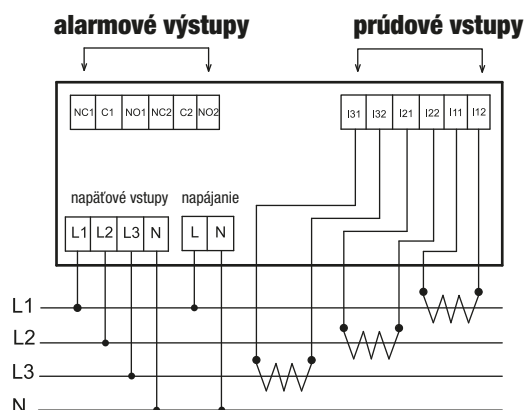 alarmové výstupy prúdové vstupy
NC1 C1 NO1 NC2 C2 NO2 I31 I32 I21 I22 I11 I12
napäťové vstupy napájanie
L1 L2 L3 N L N
L1
L2
L3
N